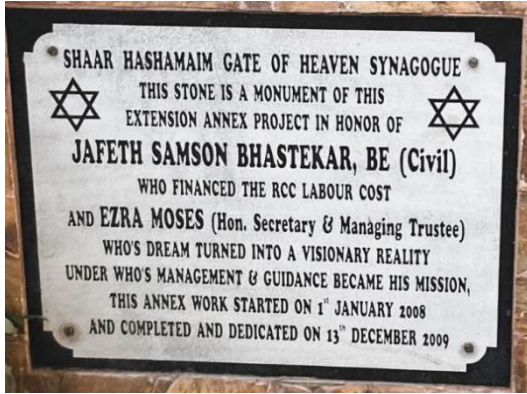 SHAAR HASHAMAIM GATE OF HEAVEN SYNAGOGUE
THIS STONE IS A MONUMENT OF THIS
EXTENSION ANNEX PROJECT IN HONOR OF
JAFETH SAMSON BHASTEKAR, BE (Civil)
WHO FINANCED THE RCC LABOUR COST
AND EZRA MOSES (Hon. Secretary & Managing Trustee)
WHO'S DREAM TURNED INTO A VISIONARY REALITY
UNDER WHO'S MANAGEMENT & GUIDANCE BECAME HIS MISSION,
THIS ANNEX WORK STARTED ON 1st JANUARY 2008
AND COMPLETED AND DEDICATED ON 13th DECEMBER 2009